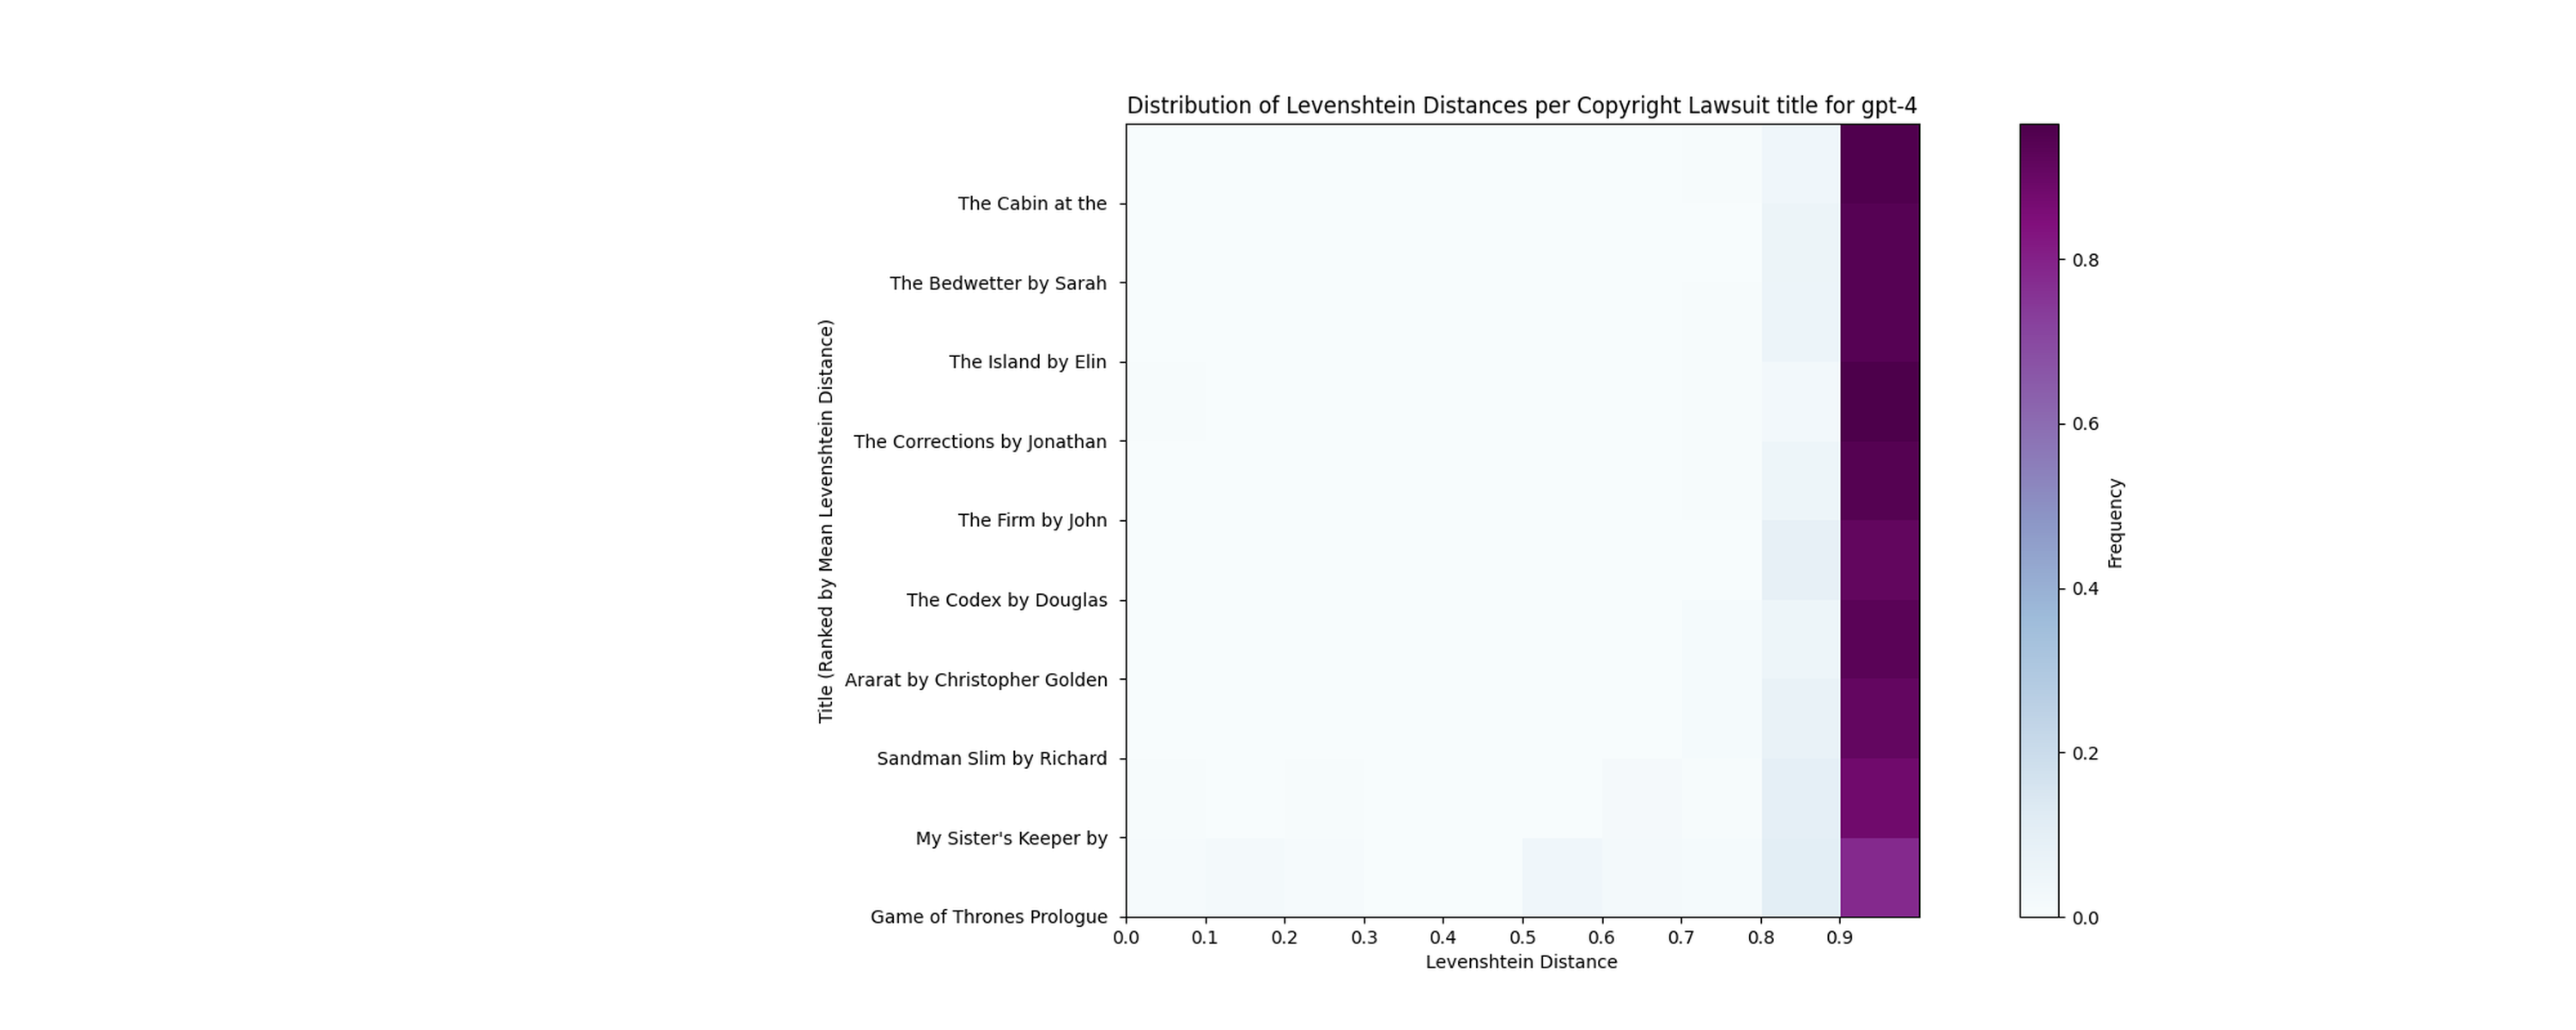 Distribution of Levenshtein Distances per Copyright Lawsuit title for gpt-4
Title (Ranked by Mean Levenshtein Distance)
The Cabin at the
The Bedwetter by Sarah
The Island by Elin
The Corrections by Jonathan
The Firm by John
The Codex by Douglas
Ararat by Christopher Golden
Sandman Slim by Richard
My Sister's Keeper by
Game of Thrones Prologue
0.0 0.1 0.2 0.3 0.4 0.5 0.6 0.7 0.8 0.9
Levenshtein Distance
0.8
0.6
0.4
0.2
0.0
Frequency